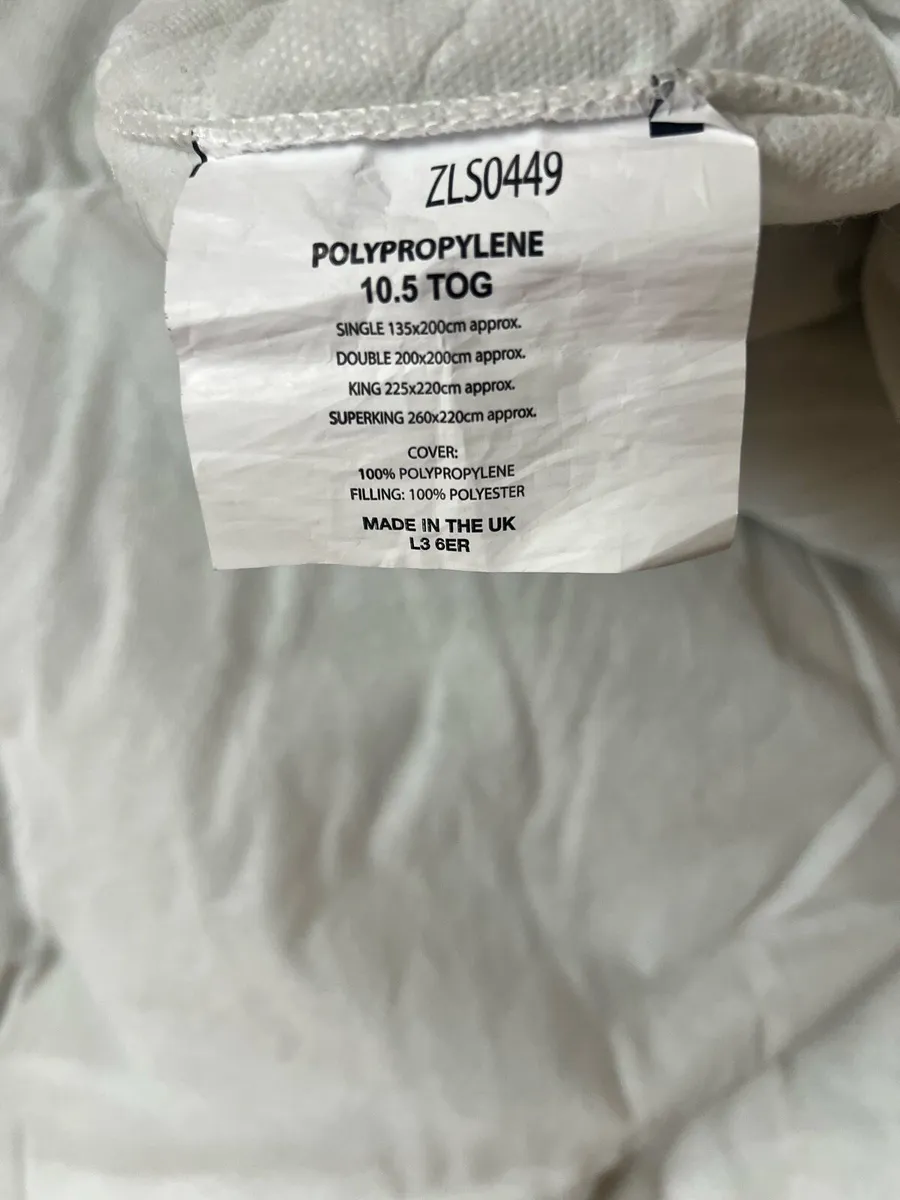 ZLS0449
POLYPROPYLENE
10.5 TOG
SINGLE 135x200cm approx.
DOUBLE 200x200cm approx.
KING 225x220cm approx.
SUPERKING 260x220cm approx.
COVER:
100% POLYPROPYLENE
FILLING: 100% POLYESTER
MADE IN THE UK
L3 6ER